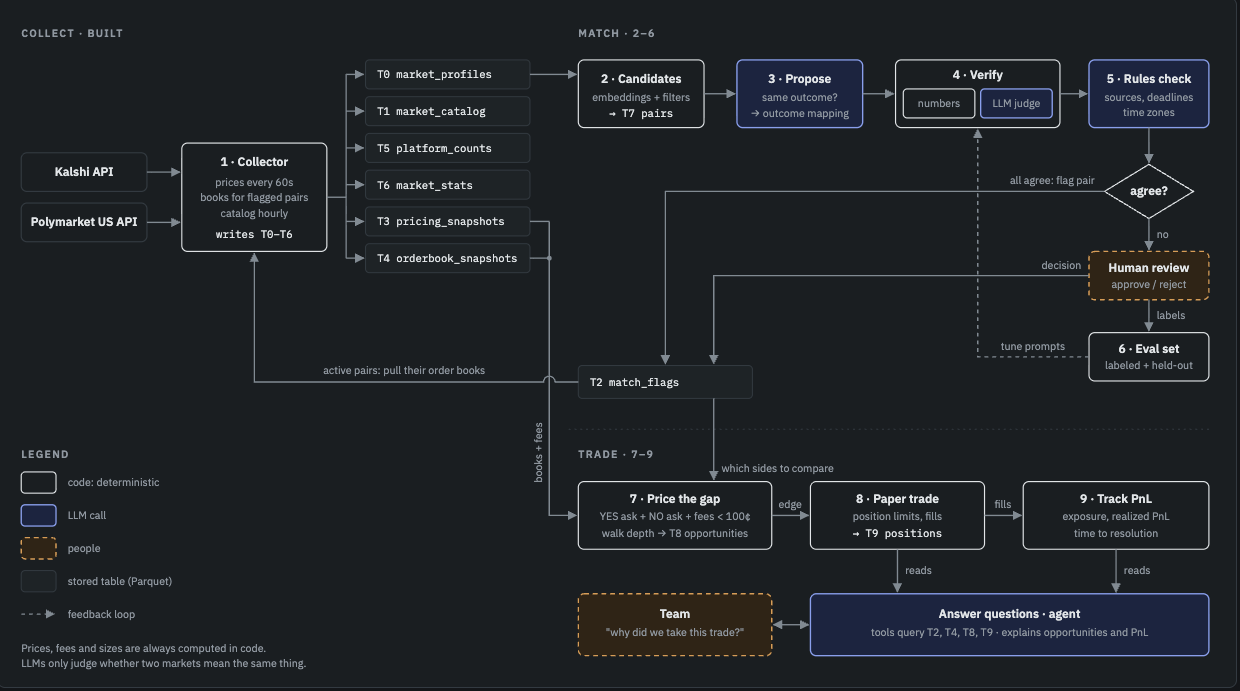 COLLECT · BUILT
Kalshi API
Polymarket US API
1 · Collector
prices every 60s
books for flagged pairs
catalog hourly
writes T0–T6
T0 market_profiles
T1 market_catalog
T5 platform_counts
T6 market_stats
T3 pricing_snapshots
T4 orderbook_snapshots
MATCH · 2–6
2 · Candidates
embeddings + filters
→ T7 pairs
3 · Propose
same outcome?
→ outcome mapping
4 · Verify
numbers
LLM judge
5 · Rules check
sources, deadlines
time zones
all agree: flag pair
agree?
no
decision
Human review
approve / reject
labels
tune prompts
6 · Eval set
labeled + held-out
active pairs: pull their order books
T2 match_flags
books + fees
TRADE · 7–9
which sides to compare
7 · Price the gap
YES ask + NO ask + fees < 100¢
walk depth → T8 opportunities
edge
8 · Paper trade
position limits, fills
→ T9 positions
fills
9 · Track PnL
exposure, realized PnL
time to resolution
reads
reads
Team
"why did we take this trade?"
Answer questions · agent
tools query T2, T4, T8, T9 · explains opportunities and PnL
LEGEND
code: deterministic
LLM call
people
stored table (Parquet)
feedback loop
Prices, fees and sizes are always computed in code.
LLMs only judge whether two markets mean the same thing.